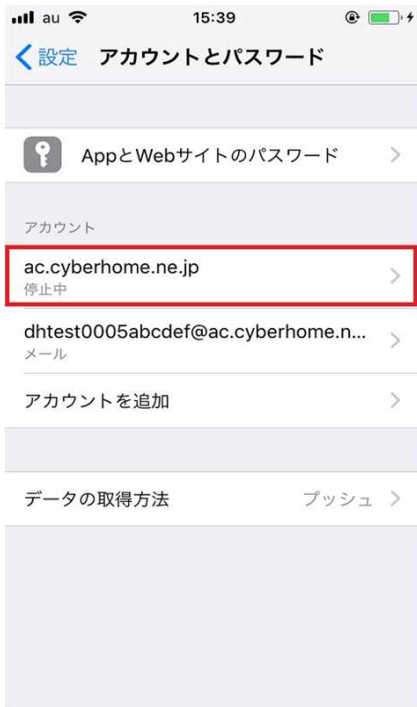 au 15:39
設定 アカウントとパスワード
AppとWebサイトのパスワード
アカウント
ac.cyberhome.ne.jp
停止中
dhtest0005abcdef@ac.cyberhome.n...
メール
アカウントを追加
データの取得方法 プッシュ